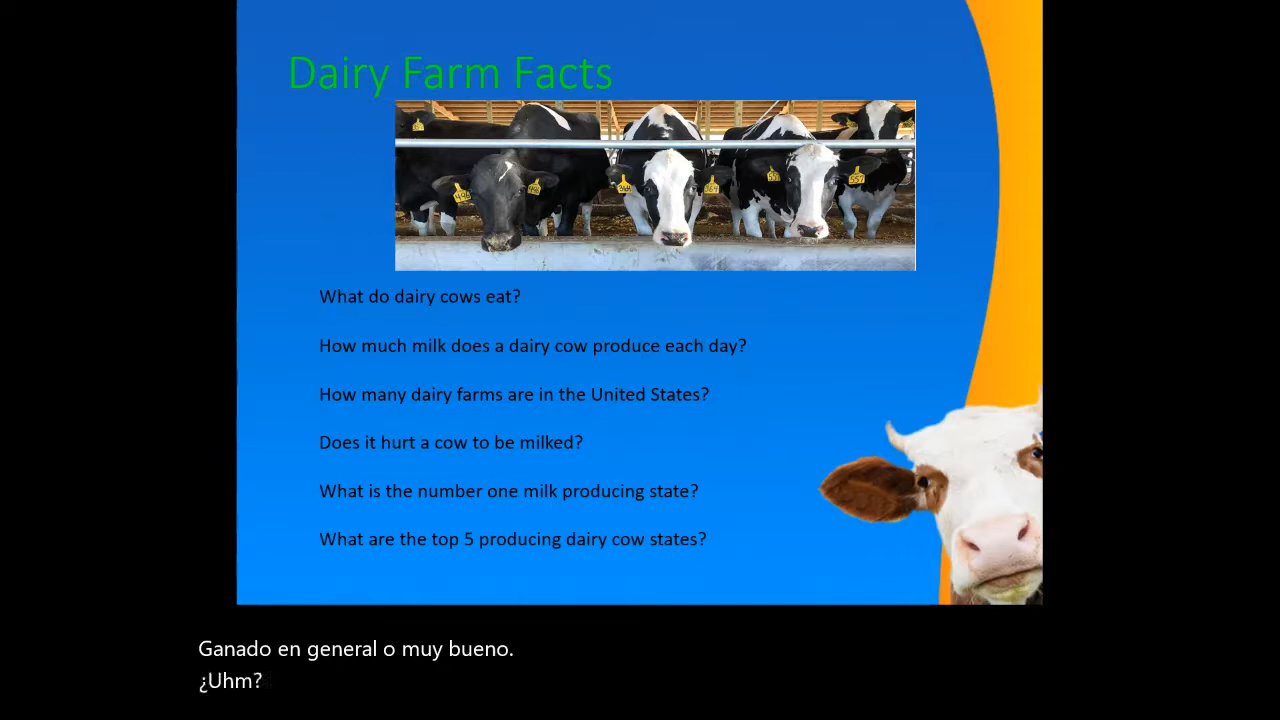 Dairy Farm Facts
What do dairy cows eat?
How much milk does a dairy cow produce each day?
How many dairy farms are in the United States?
Does it hurt a cow to be milked?
What is the number one milk producing state?
What are the top 5 producing dairy cow states?
Ganado en general o muy bueno.
¿Uhm?